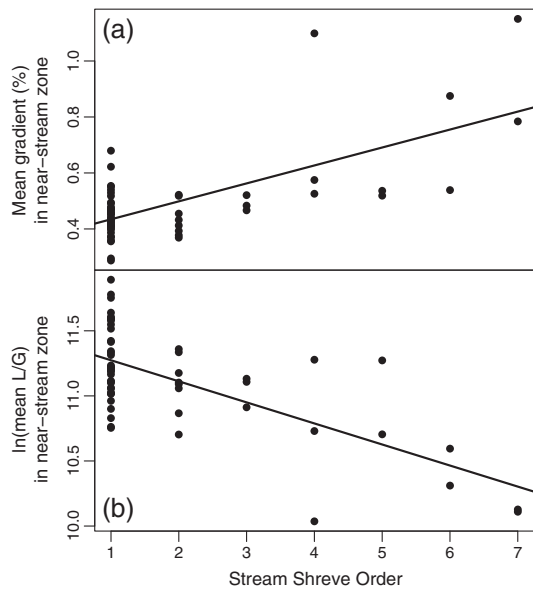 (a)
Mean gradient (%)
in near−stream zone
1.0
0.8
0.6
0.4
(b)
ln(mean L/G)
in near−stream zone
11.5
11.0
10.5
10.0
1 2 3 4 5 6 7
Stream Shreve Order